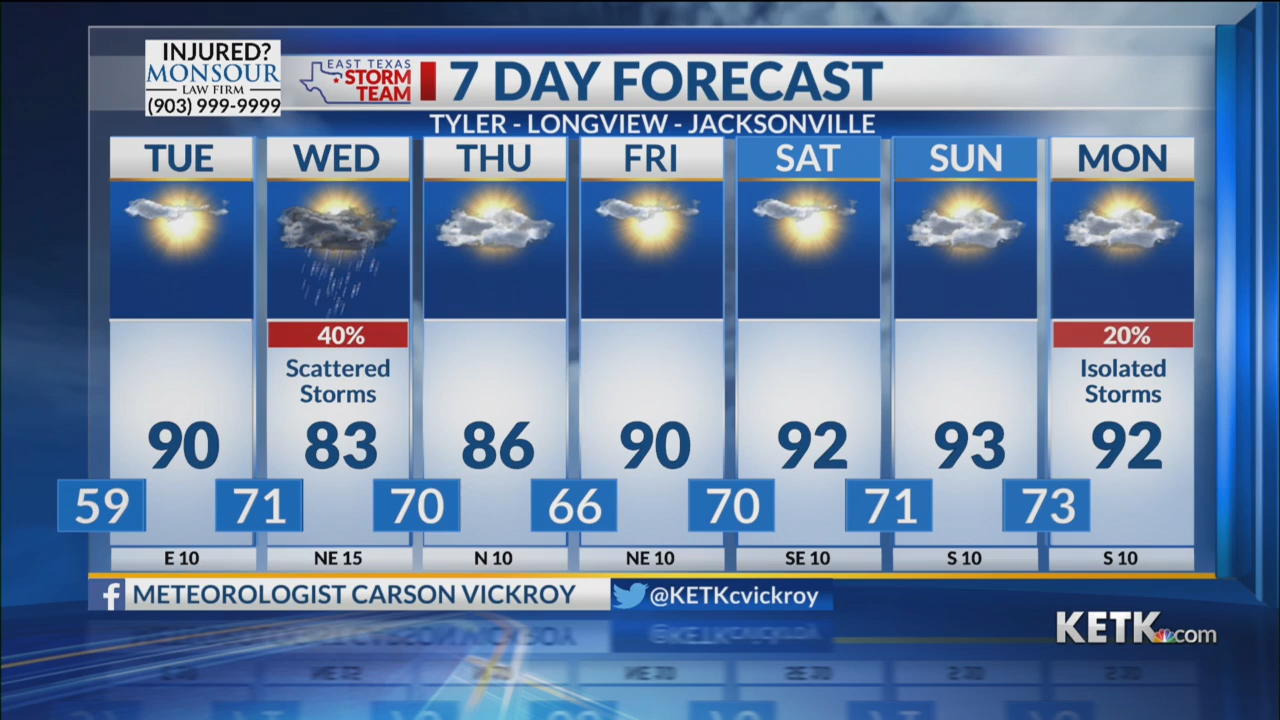 INJURED?
MONSOUR
LAW FIRM
(903) 999-9999
EAST TEXAS
STORM
TEAM
7 DAY FORECAST
TYLER - LONGVIEW - JACKSONVILLE
TUE WED THU FRI SAT SUN MON
40% 20%
Scattered Isolated
Storms Storms
90 83 86 90 92 93 92
59 71 70 66 70 71 73
E 10 NE 15 N 10 NE 10 SE 10 S 10 S 10
f METEOROLOGIST CARSON VICKROY @KETKcvickroy
KETK.com